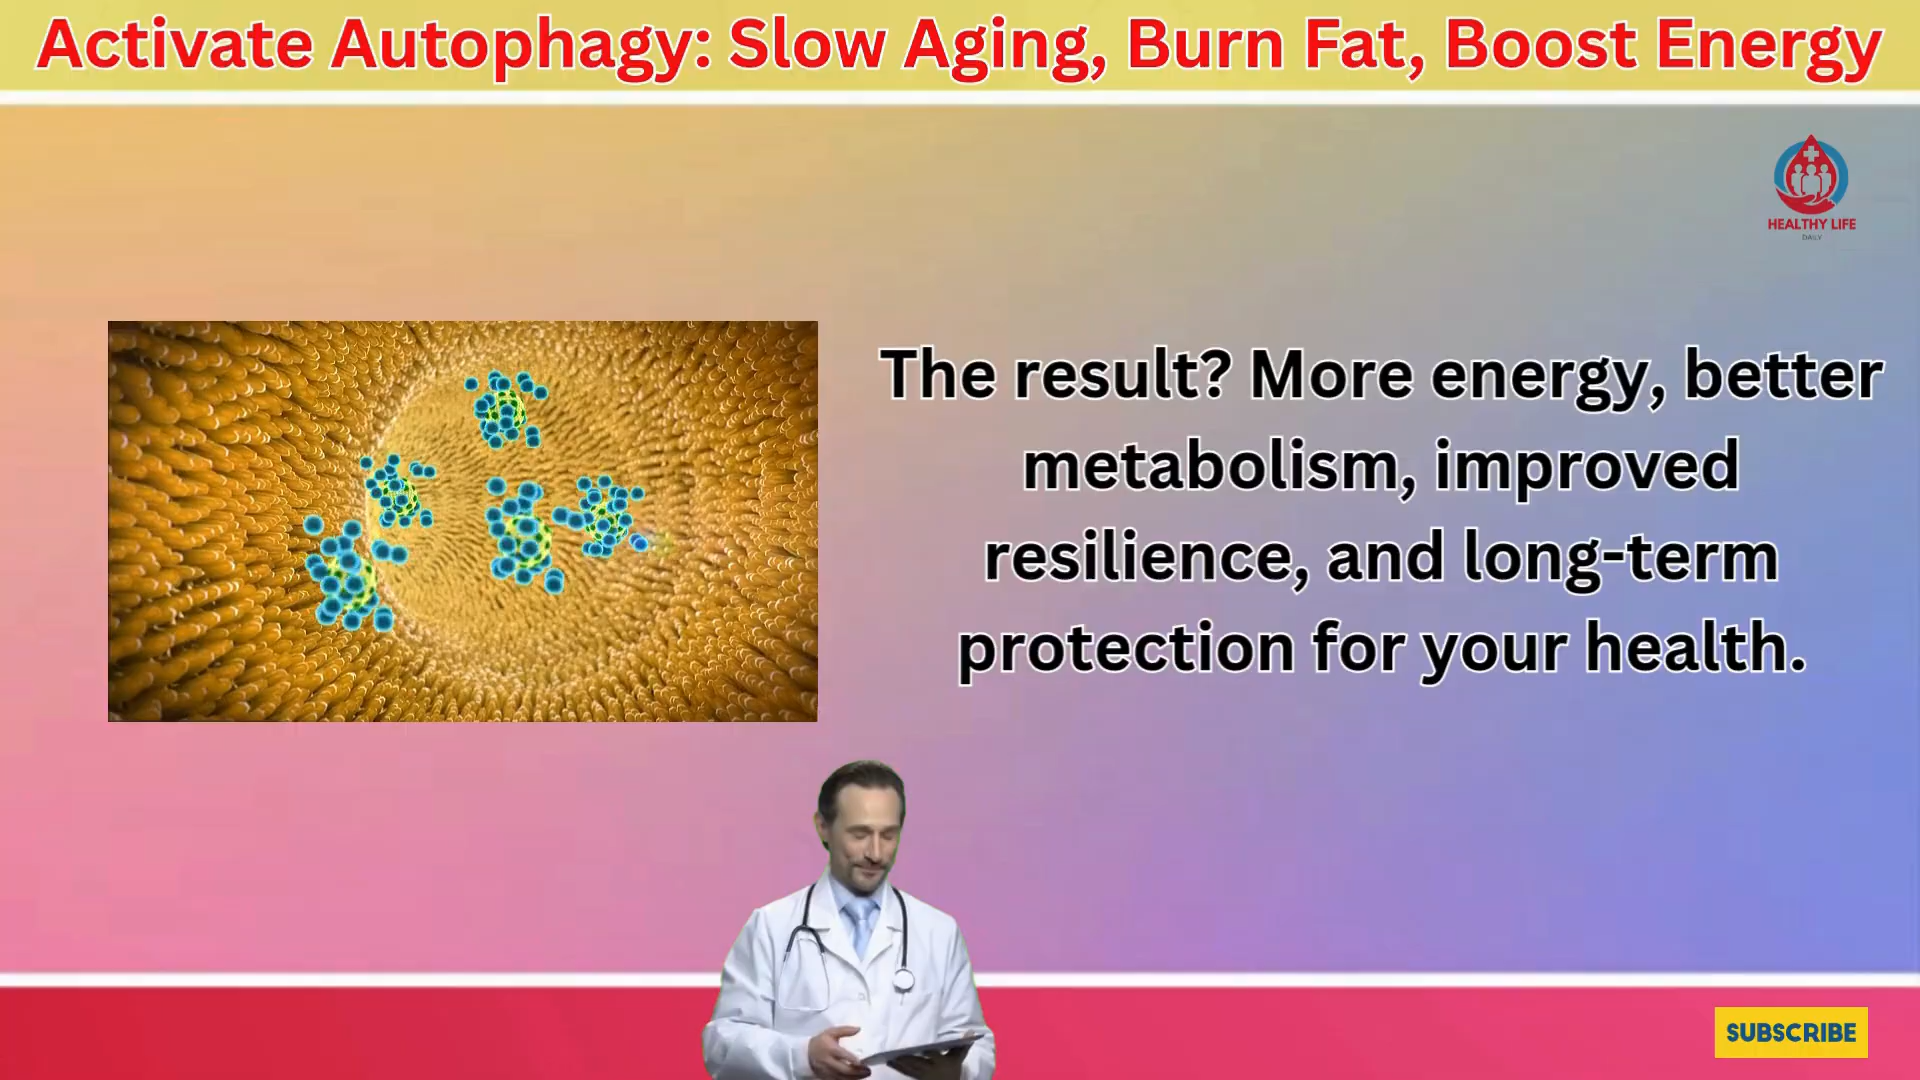 Activate Autophagy: Slow Aging, Burn Fat, Boost Energy
HEALTHY LIFE
DAILY
The result? More energy, better
metabolism, improved
resilience, and long-term
protection for your health.
SUBSCRIBE